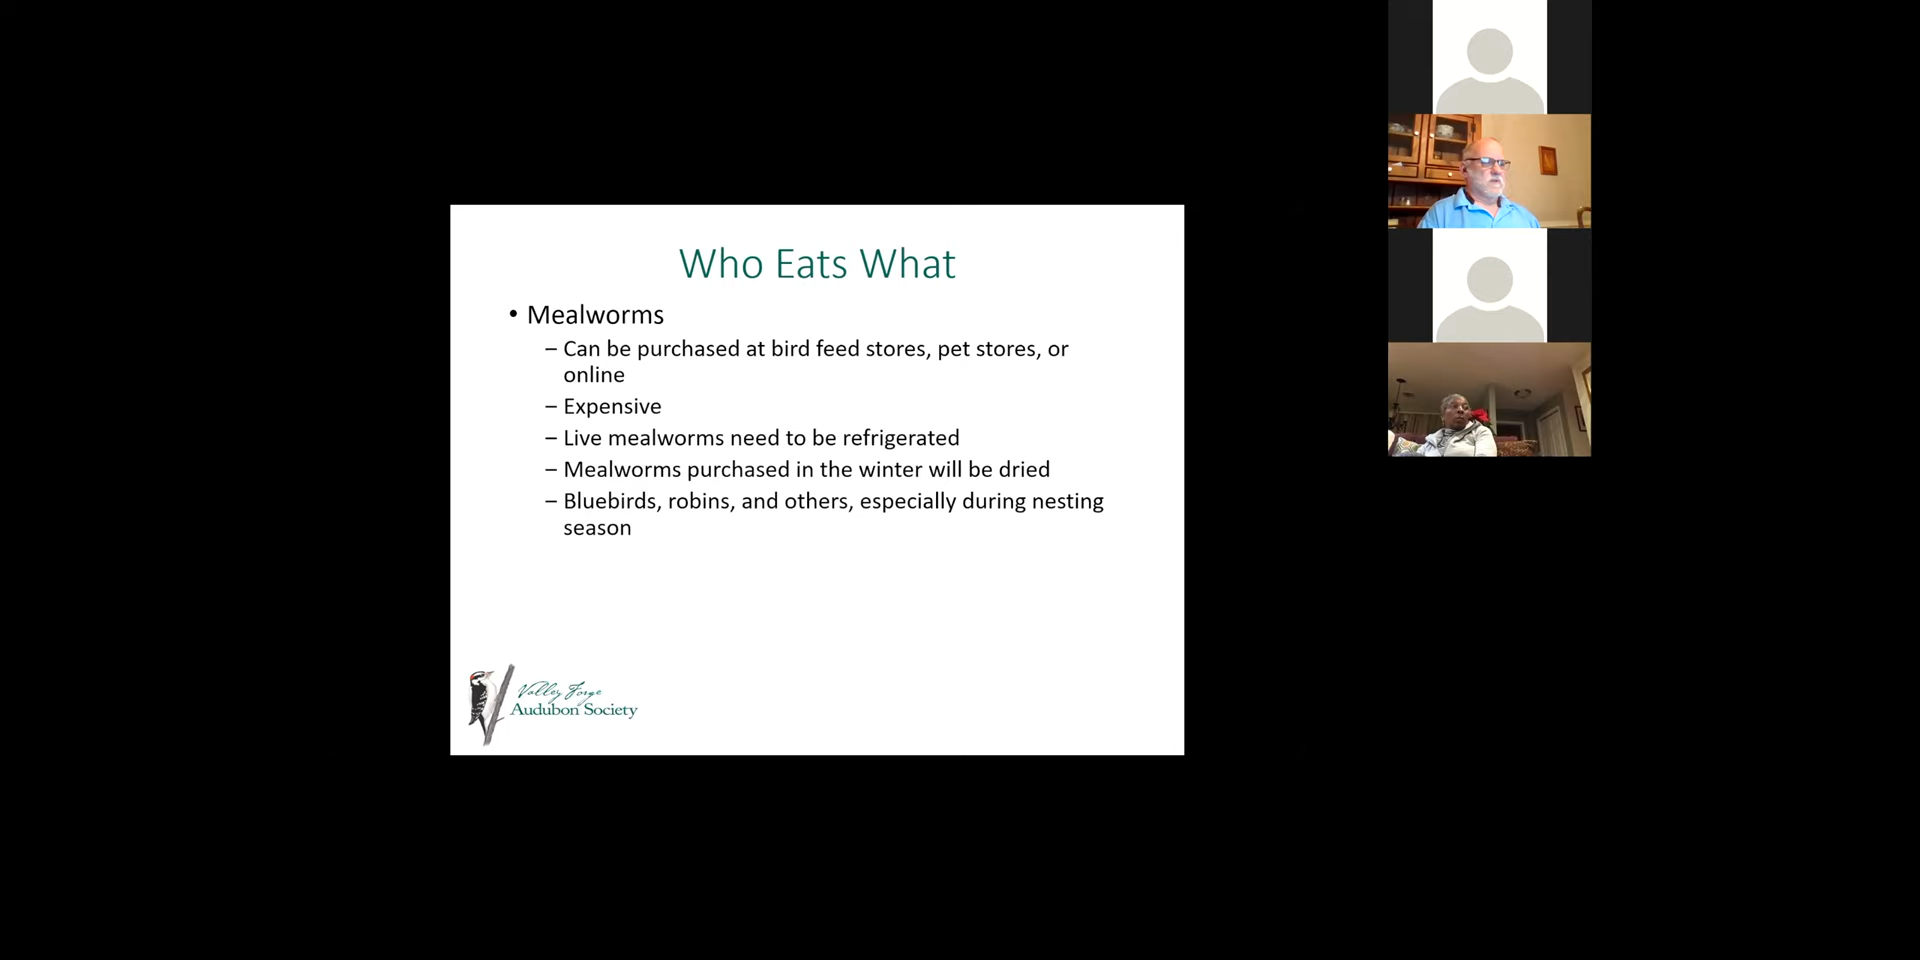 Who Eats What
• Mealworms
– Can be purchased at bird feed stores, pet stores, or
online
– Expensive
– Live mealworms need to be refrigerated
– Mealworms purchased in the winter will be dried
– Bluebirds, robins, and others, especially during nesting
season
Valley Forge
Audubon Society